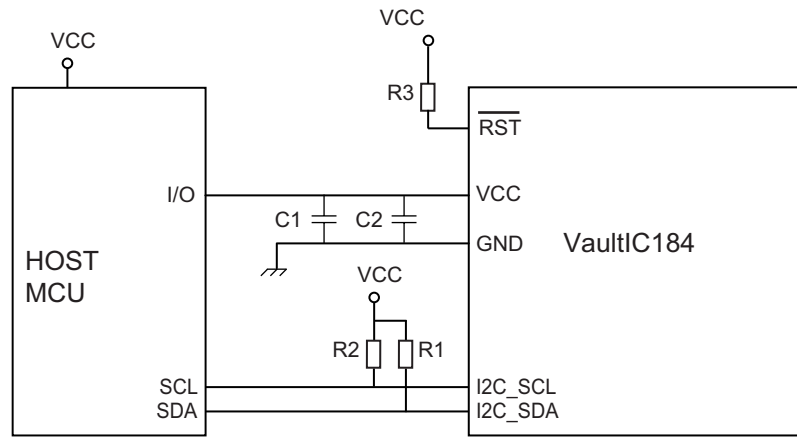 VCC
VCC
R3
RST
I/O
VCC
C1
C2
GND
VaultIC184
HOST
MCU
VCC
R2
R1
SCL
I2C_SCL
SDA
I2C_SDA